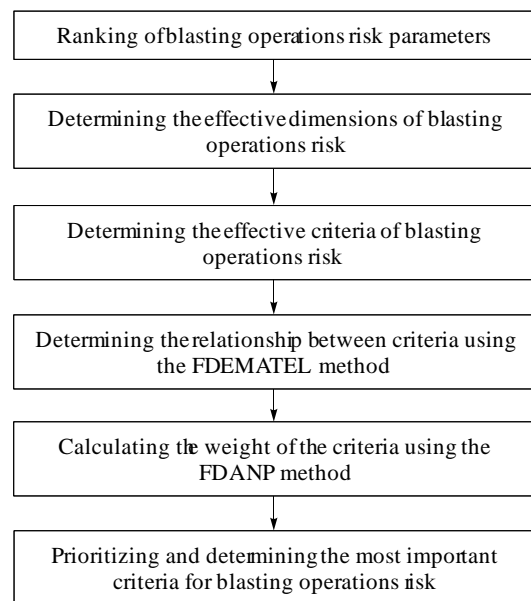 Ranking of blasting operations risk parameters
Determining the effective dimensions of blasting
operations risk
Determining the effective criteria of blasting
operations risk
Determining the relationship between criteria using
the FDEMATEL method
Calculating the weight of the criteria using the
FDANP method
Prioritizing and determining the most important
criteria for blasting operations risk